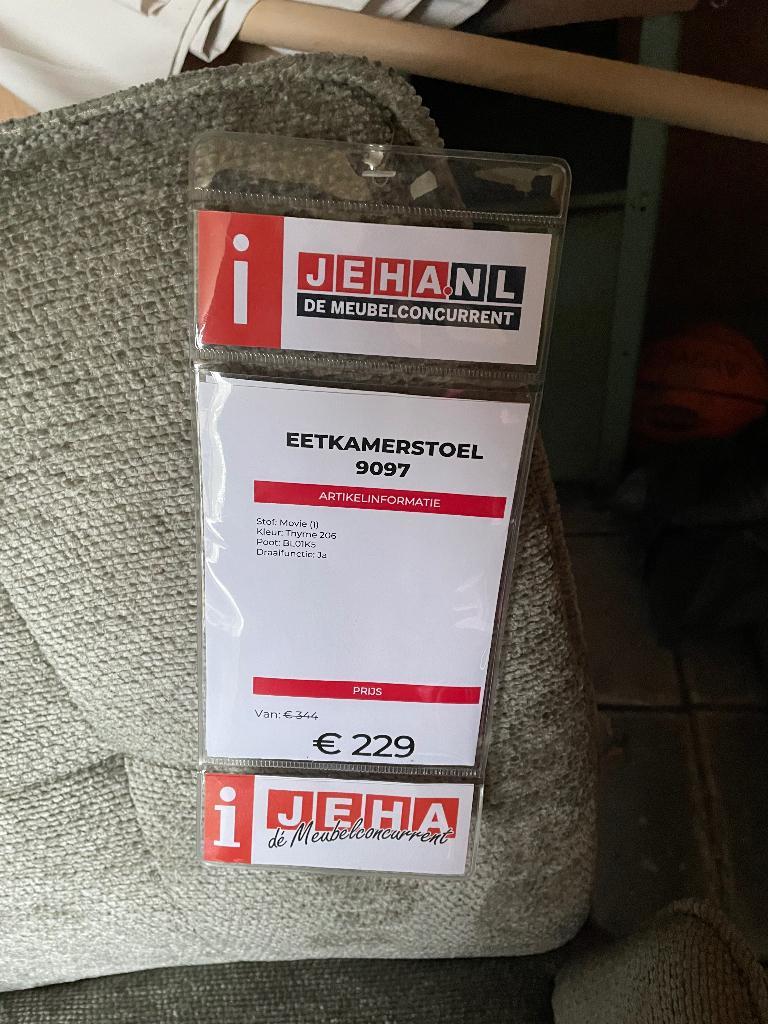 i
JEHA.NL
DE MEUBELCONCURRENT
EETKAMERSTOEL
9097
ARTIKELINFORMATIE
Stof: Movie (1)
Kleur: Thyme 206
Poot: BL01KS
Draaifunctie: Ja
PRIJS
Van: € 344
€ 229
i
JEHA
dé Meubelconcurrent